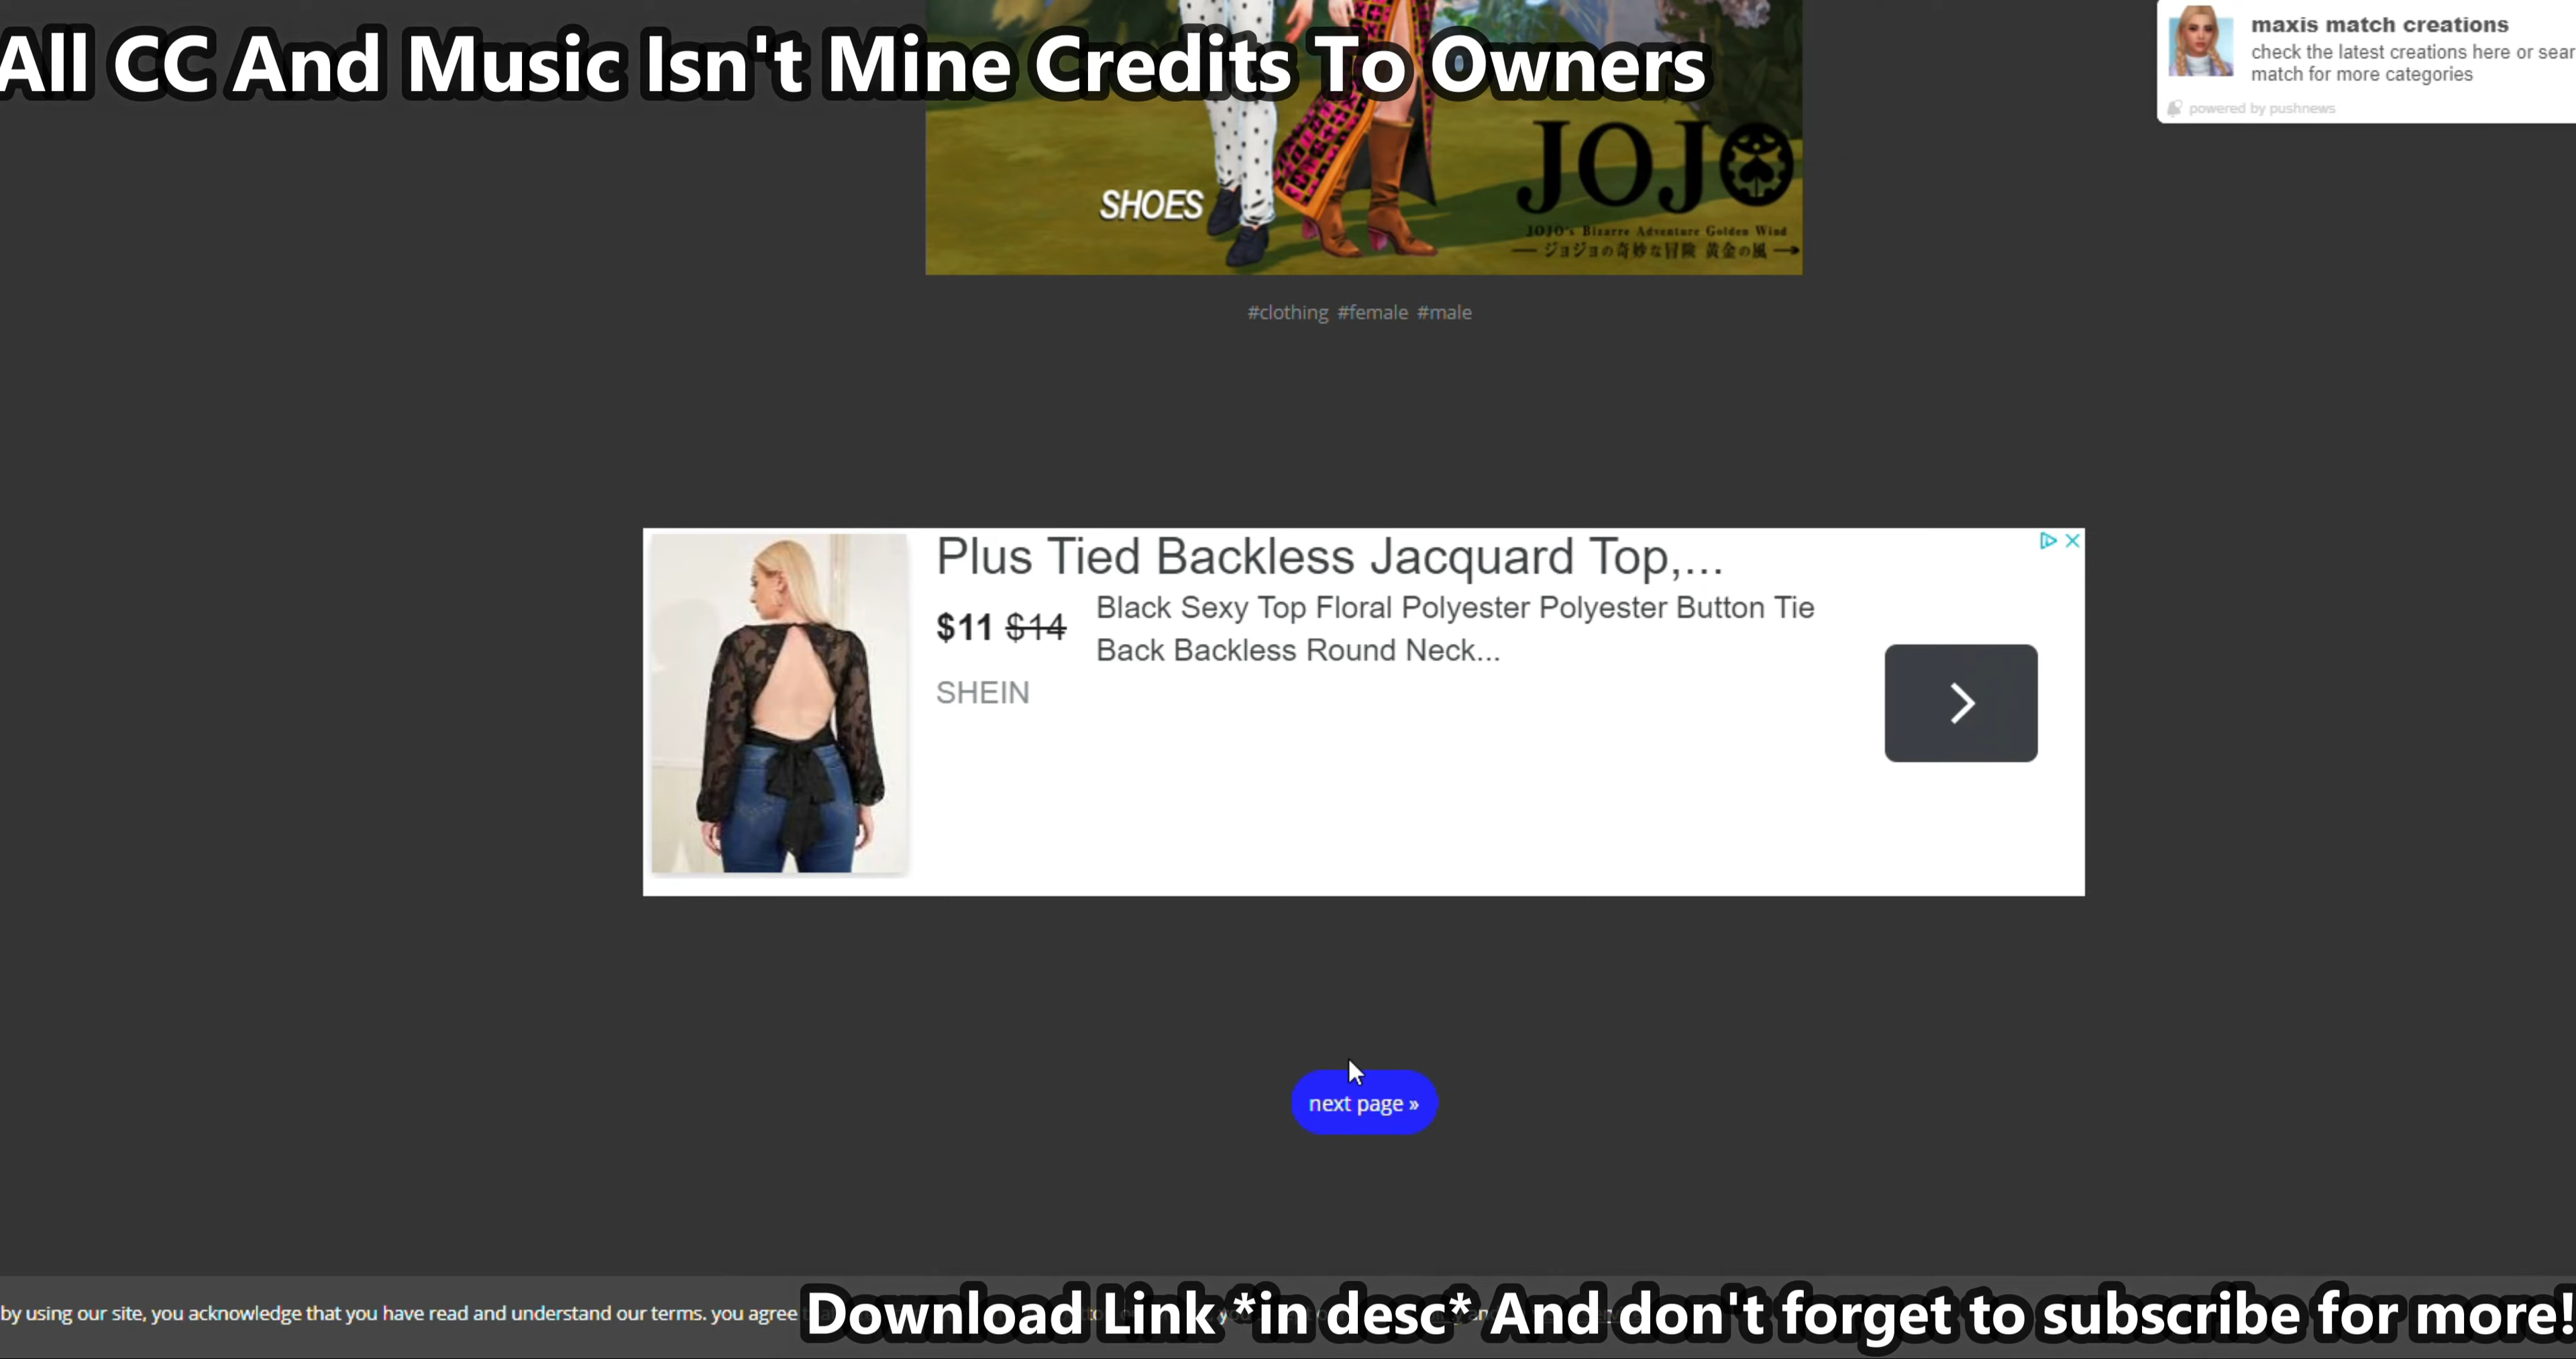 All CC And Music Isn't Mine Credits To Owners
maxis match creations
check the latest creations here or sear
match for more categories
powered by pushnews
SHOES
JOJO
JOJO's Bizarre Adventure Golden Wind
ジョジョの奇妙な冒険 黄金の風
#clothing #female #male
Plus Tied Backless Jacquard Top,...
$11 $14
Black Sexy Top Floral Polyester Polyester Button Tie
Back Backless Round Neck...
SHEIN
next page »
by using our site, you acknowledge that you have read and understand our terms. you agree
Download Link *in desc* And don't forget to subscribe for more!